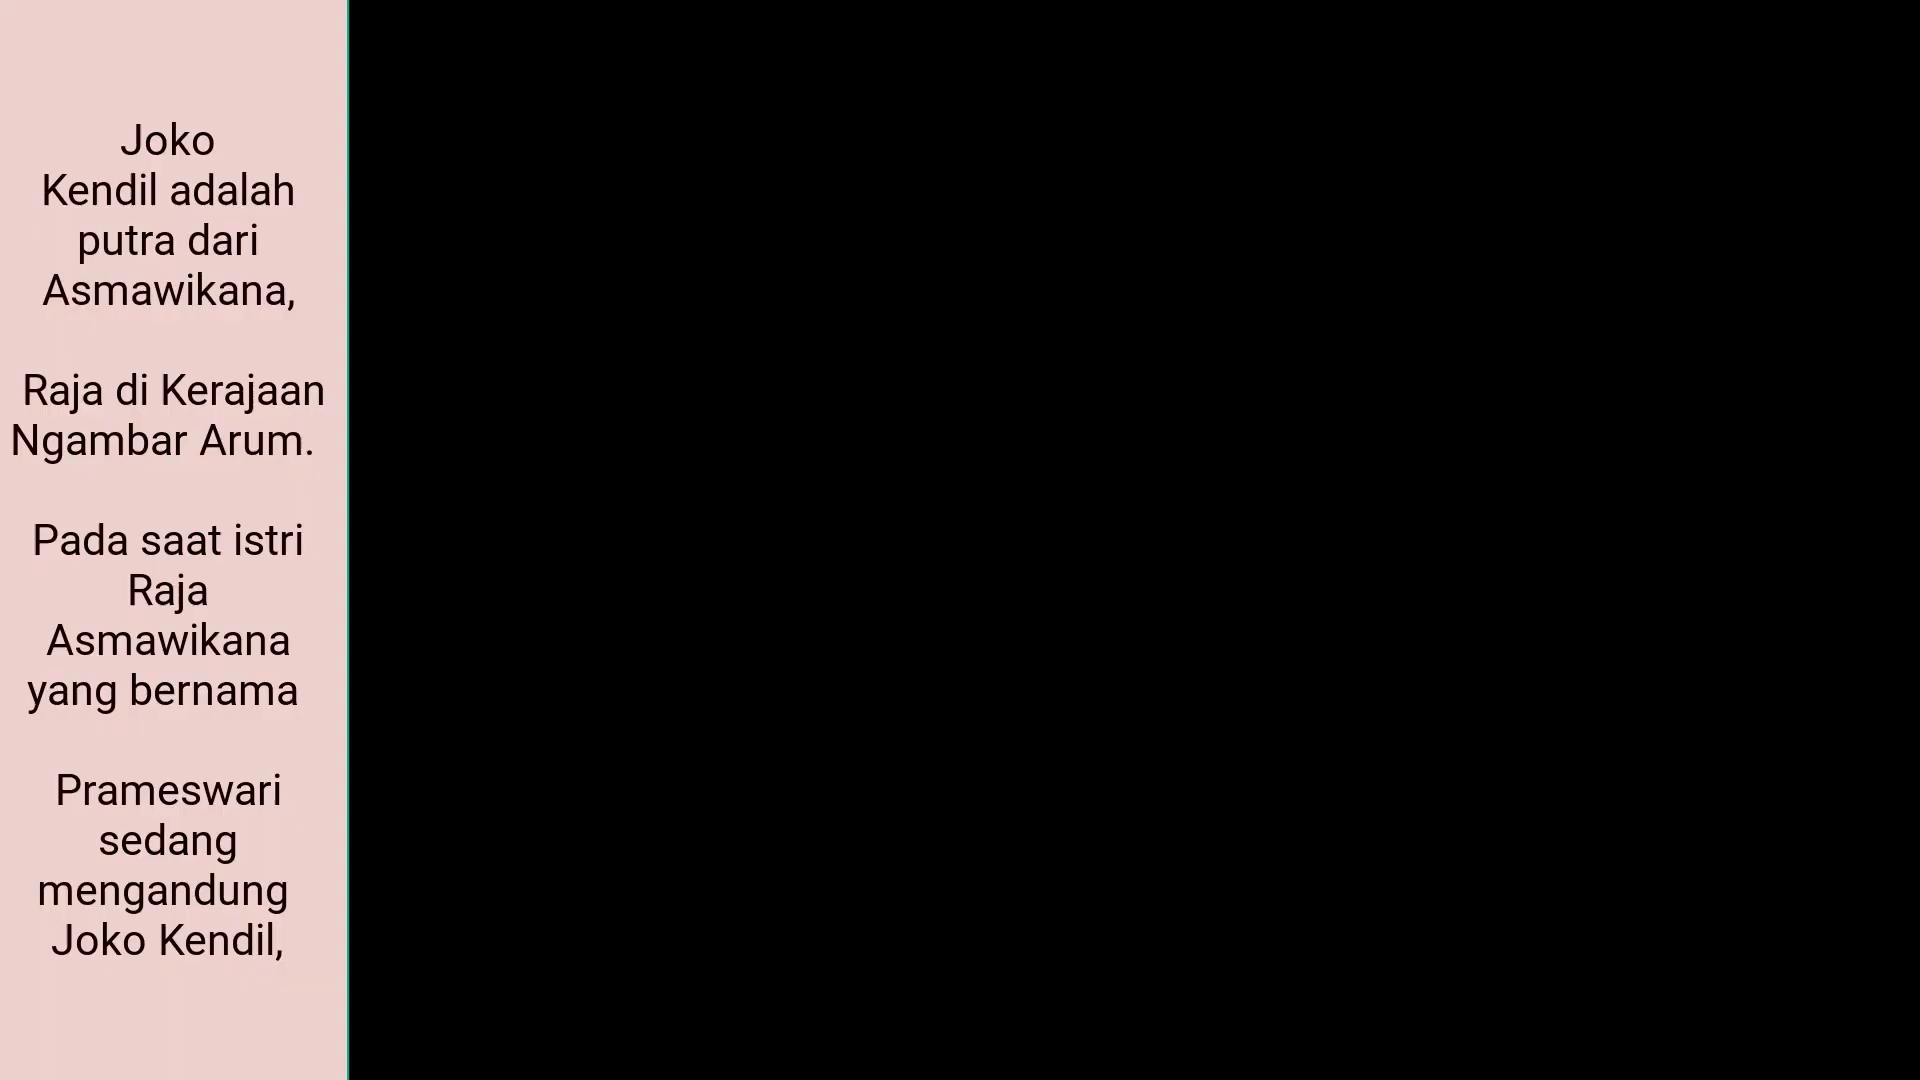 Joko
Kendil adalah
putra dari
Asmawikana,
Raja di Kerajaan
Ngambar Arum.
Pada saat istri
Raja
Asmawikana
yang bernama
Prameswari
sedang
mengandung
Joko Kendil,